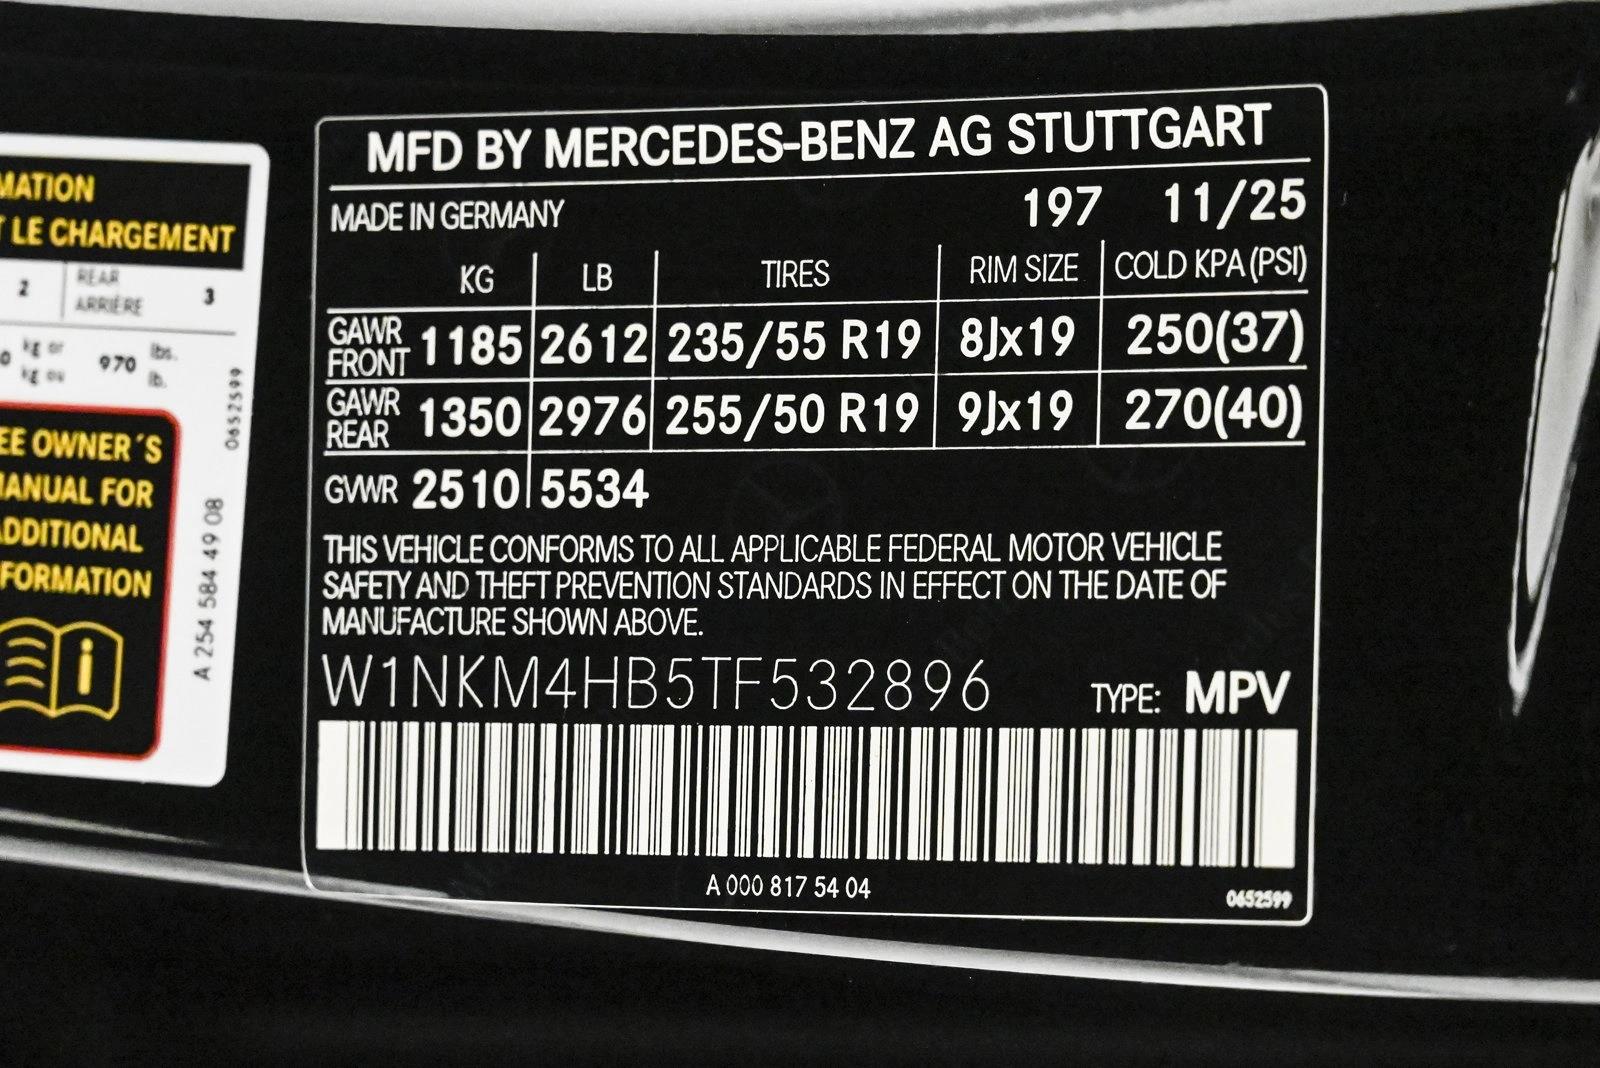 MATION
T LE CHARGEMENT
2 REAR ARRIÈRE 3
0 kg or kg ou 970 lbs. lb.
0652599
EE OWNER´S
ANUAL FOR
ADDITIONAL
FORMATION
A 254 584 49 08
MFD BY MERCEDES-BENZ AG STUTTGART
MADE IN GERMANY 197 11/25
KG LB TIRES RIM SIZE COLD KPA(PSI)
GAWR FRONT 1185 2612 235/55 R19 8Jx19 250(37)
GAWR REAR 1350 2976 255/50 R19 9Jx19 270(40)
GVWR 2510 5534
THIS VEHICLE CONFORMS TO ALL APPLICABLE FEDERAL MOTOR VEHICLE
SAFETY AND THEFT PREVENTION STANDARDS IN EFFECT ON THE DATE OF
MANUFACTURE SHOWN ABOVE.
W1NKM4HB5TF532896 TYPE: MPV
A 000 817 54 04 0652599